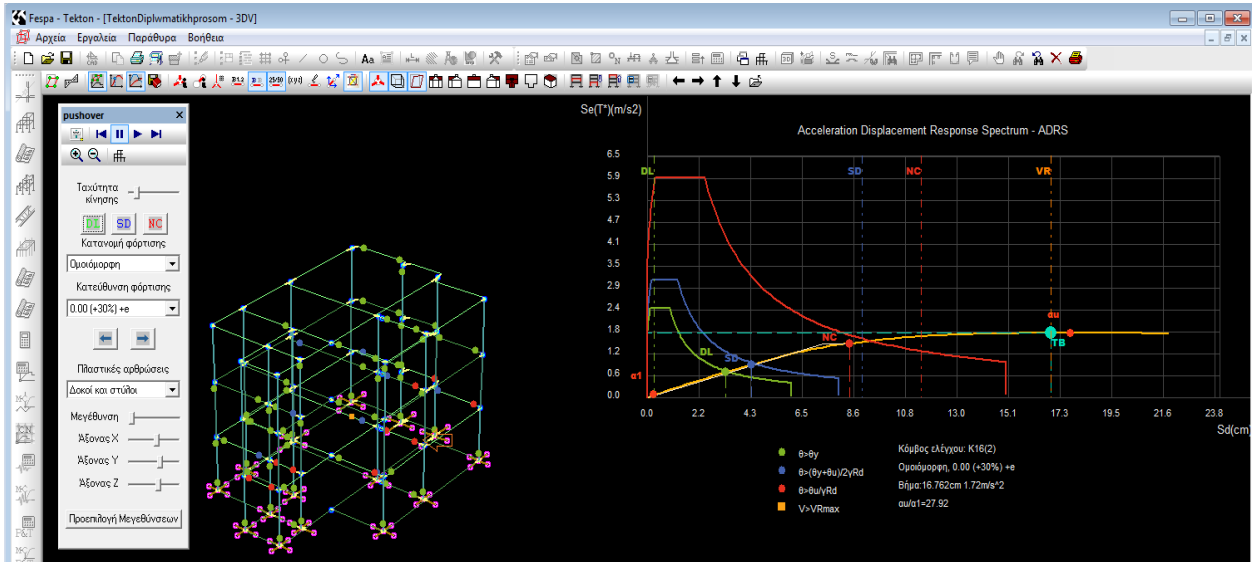 Fespa - Tekton - [TektonDiplwmatikhprosom - 3DV]
Αρχεία Εργαλεία Παράθυρα Βοήθεια
pushover
Ταχύτητα
κίνησης
DL SD NC
Κατανομή φόρτισης
Ομοιόμορφη
Κατεύθυνση φόρτισης
0.00 (+30%) +e
Πλαστικές αρθρώσεις
Δοκοί και στύλοι
Μεγέθυνση
Άξονας X
Άξονας Y
Άξονας Z
Προεπιλογή Μεγεθύνσεων
Se(T*)(m/s2)
Acceleration Displacement Response Spectrum - ADRS
6.5
5.9
5.3
4.7
4.1
3.5
2.9
2.4
1.8
1.2
0.6
0.0
DL SD NC VR
αu
TB
NC
DL
SD
α1
0.0 2.2 4.3 6.5 8.6 10.8 13.0 15.1 17.3 19.5 21.6 23.8
Sd(cm)
θ>θy
θ>(θy+θu)/2γRd
θ>θu/γRd
V>VRmax
Κόμβος ελέγχου: K16(2)
Ομοιόμορφη, 0.00 (+30%) +e
Βήμα:16.762cm 1.72m/s^2
αu/α1=27.92